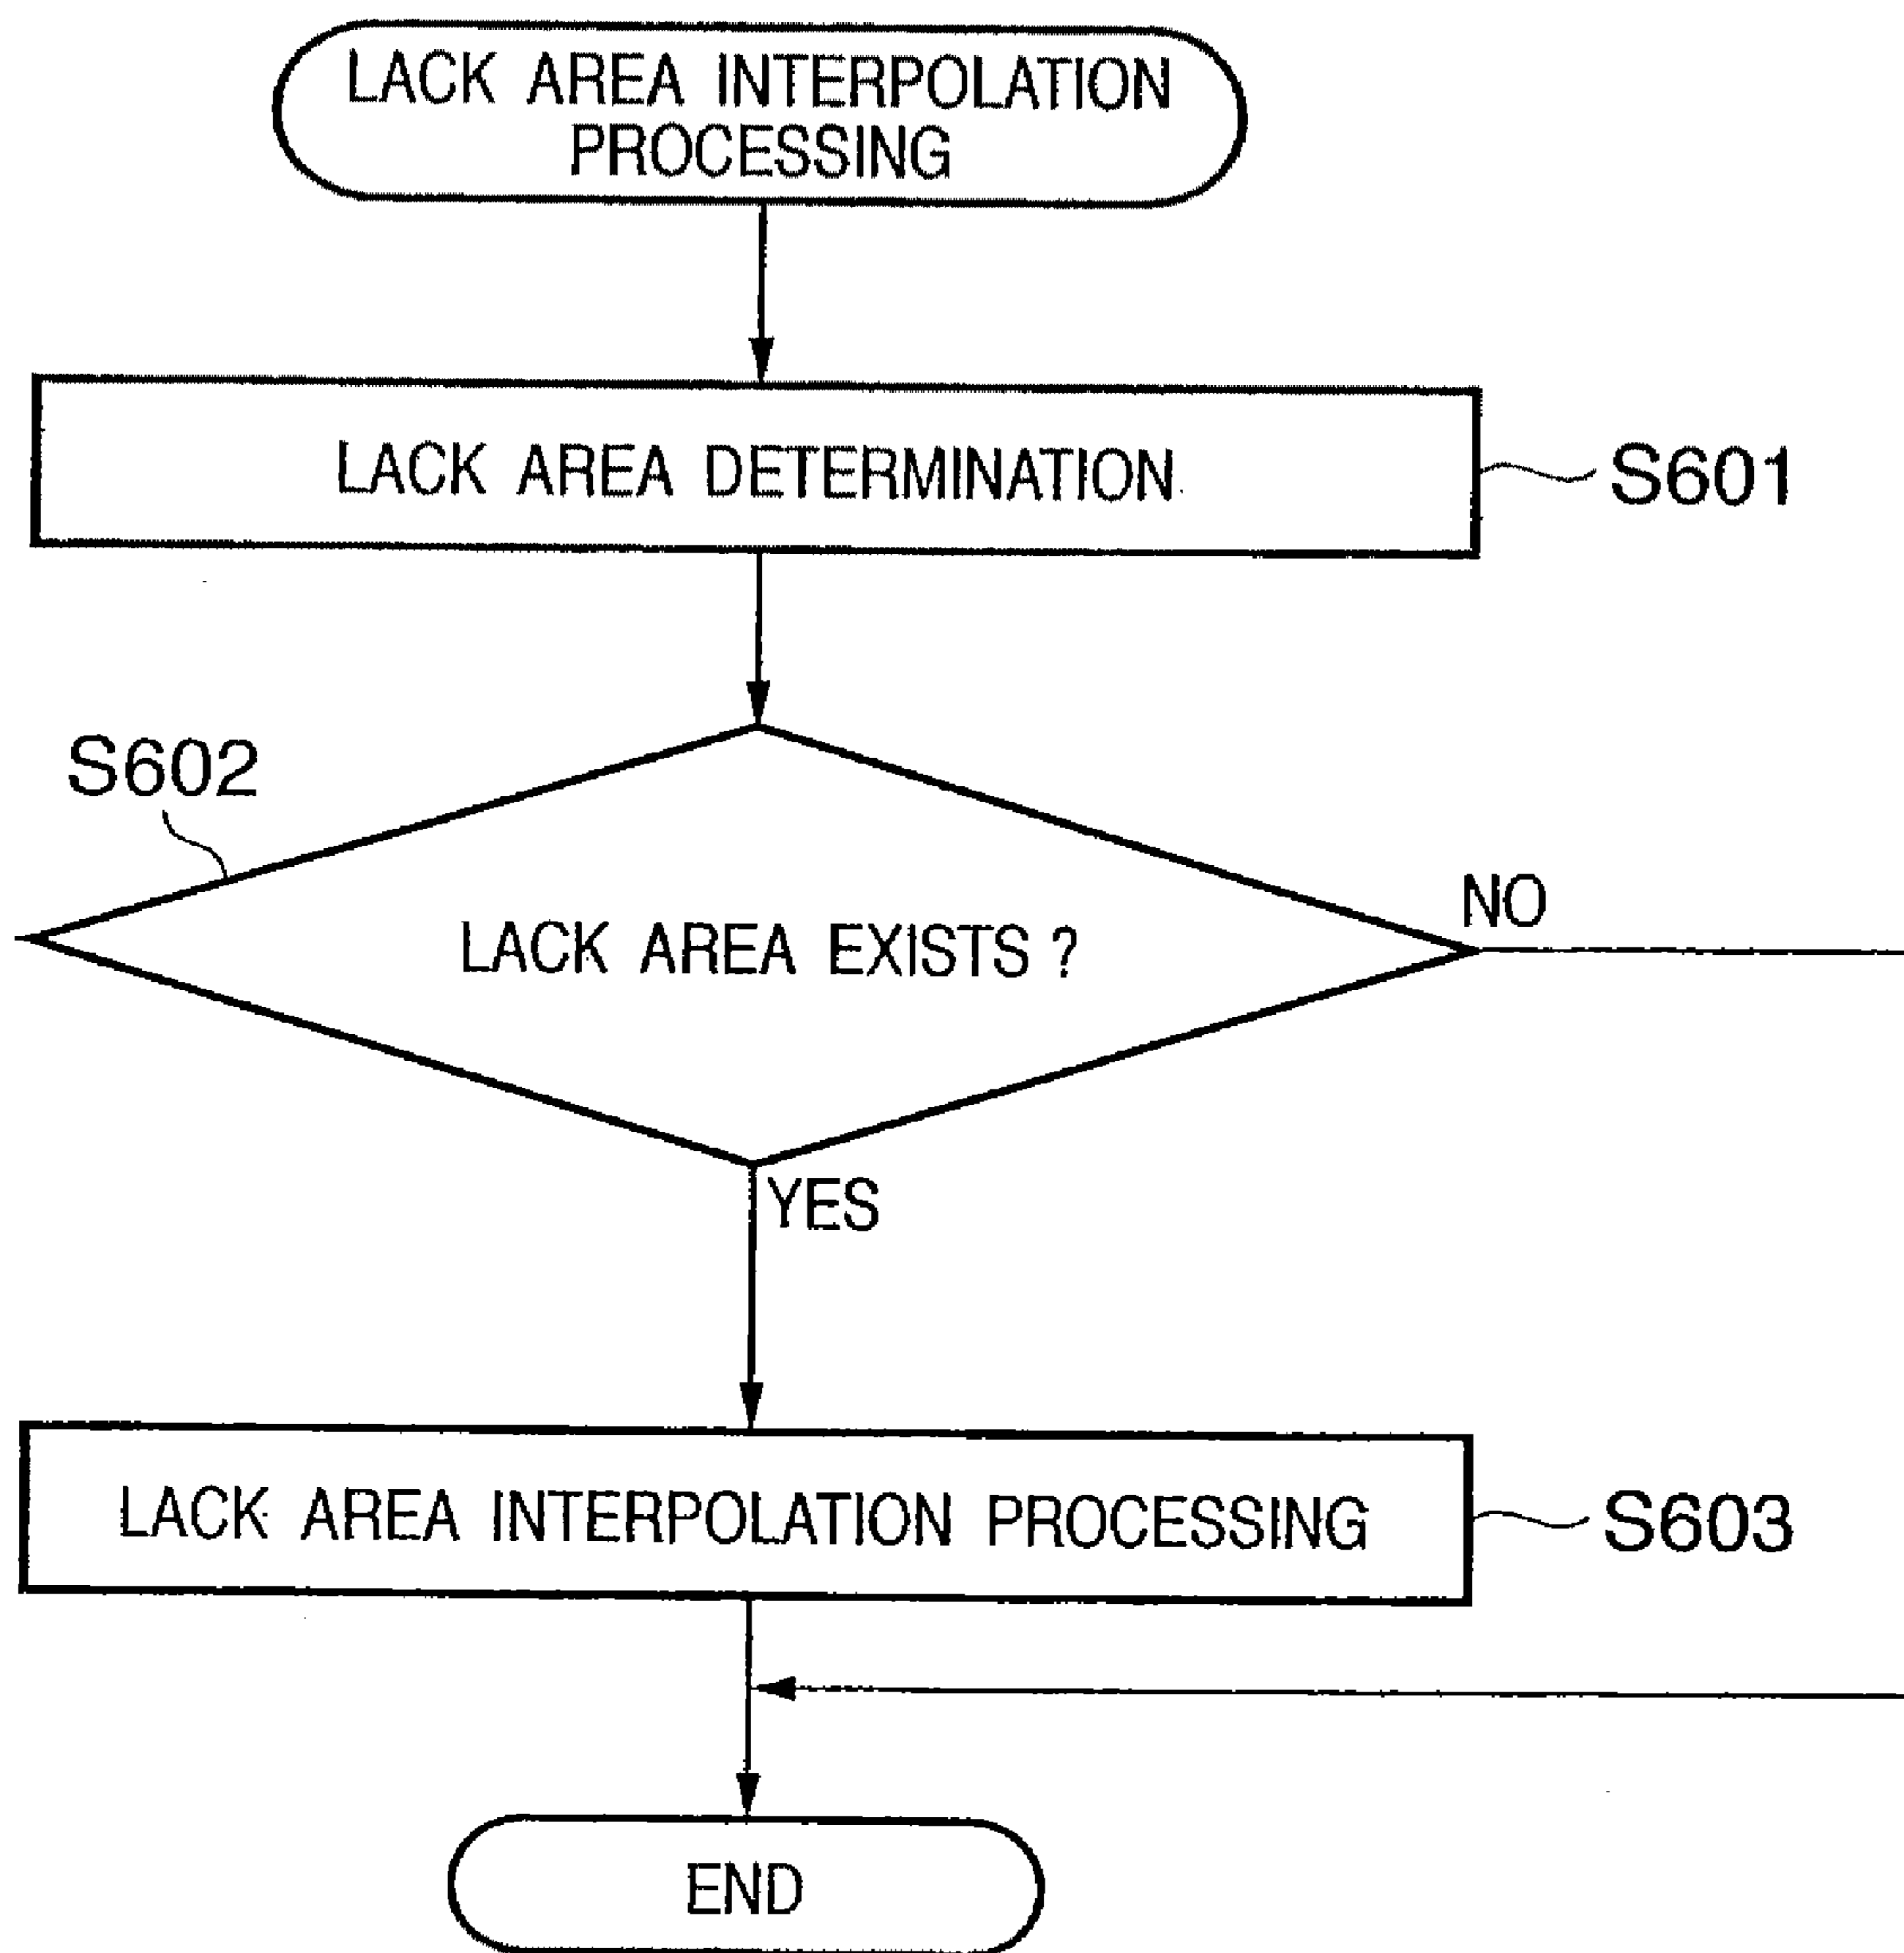 LACK AREA INTERPOLATION
PROCESSING
LACK AREA DETERMINATION
S601
S602
LACK AREA EXISTS ?
NO
YES
LACK AREA INTERPOLATION PROCESSING
S603
END